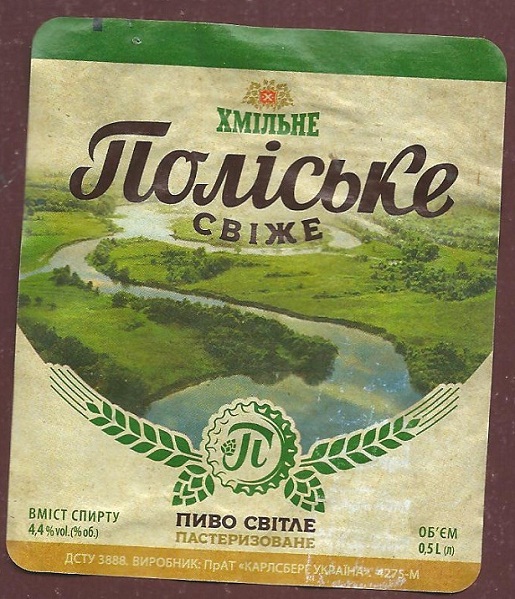 ХМІЛЬНЕ
Поліське
СВІЖЕ
П
ВМІСТ СПИРТУ
4,4 % vol. (% об.)
ПИВО СВІТЛЕ
ПАСТЕРИЗОВАНЕ
ОБ'ЄМ
0,5 L (л)
ДСТУ 3888. ВИРОБНИК: ПрАТ «КАРЛСБЕРГ УКРАЇНА», 4275-М